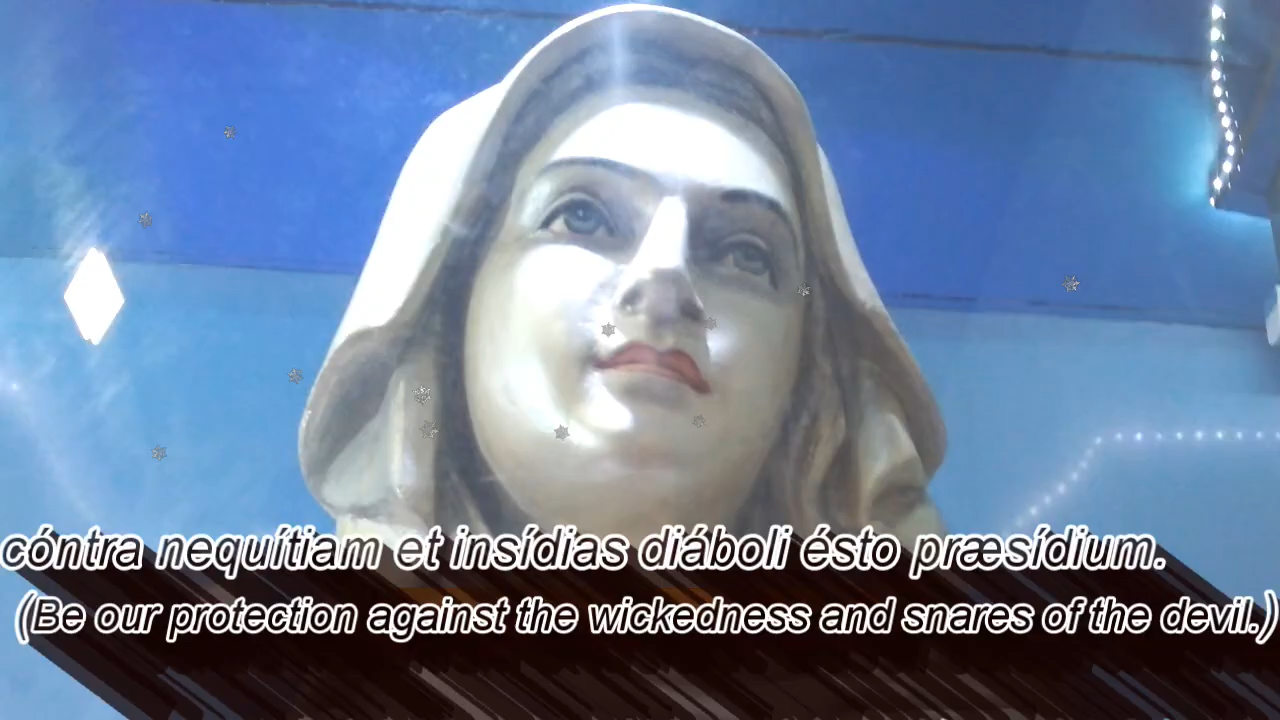 cóntra nequítiam et insídias diáboli ésto præsídium.
(Be our protection against the wickedness and snares of the devil.)